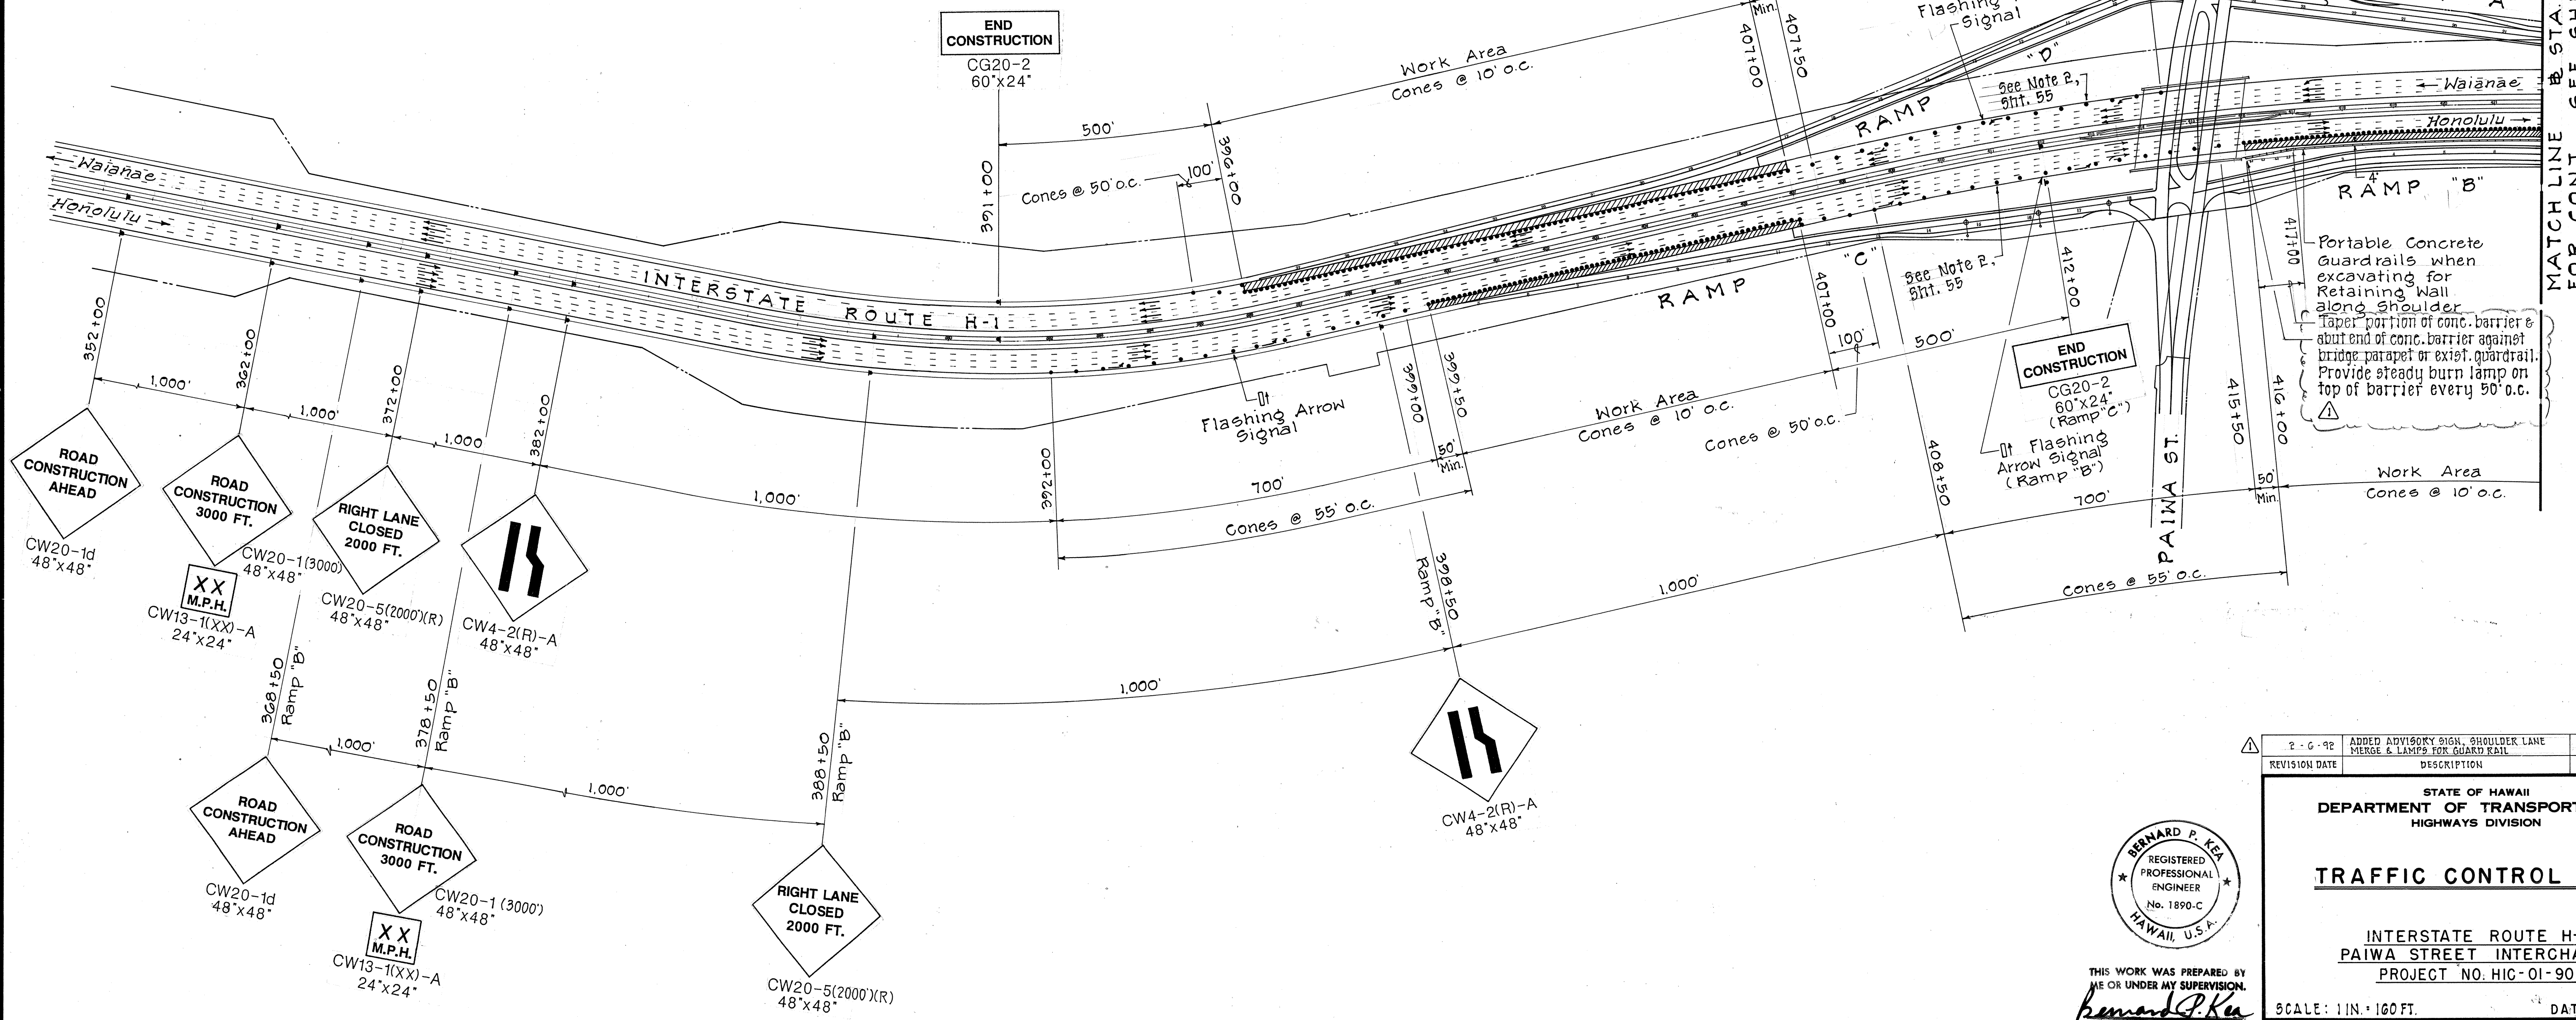 END
CONSTRUCTION
CG20-2
60"x24"
Work Area
Cones @ 10' o.c.
Min.
407+00
407+50
Flashing
Signal
"D"
RAMP
See Note 2,
Sht. 55
Waianae
Honolulu
MATCH LINE
STA.
FOR CONT.
500'
100'
Cones @ 50' o.c.
391+00
396+00
Waianae
Honolulu
INTERSTATE ROUTE H-1
RAMP "B"
4'
417+00
Portable Concrete
Guardrails when
excavating for
Retaining Wall
along Shoulder
Taper portion of conc. barrier &
abut end of conc. barrier against
bridge parapet or exist. guardrail.
Provide steady burn lamp on
top of barrier every 50' o.c.
1
RAMP "C"
See Note 2,
Sht. 55
412+00
407+00
100'
500'
END
CONSTRUCTION
CG20-2
60"x24"
(Ramp "C")
Flashing
Arrow Signal
(Ramp "B")
352+00
362+00
372+00
382+00
392+00
399+00
399+50
1,000'
1,000'
1,000
1,000'
Flashing Arrow
Signal
Work Area
Cones @ 10' o.c.
Cones @ 50' o.c.
50'
Min.
700'
Cones @ 55' o.c.
408+50
415+50
416+00
PAIWA ST.
700'
50'
Min.
Work Area
Cones @ 10' o.c.
Cones @ 55' o.c.
ROAD
CONSTRUCTION
AHEAD
CW20-1d
48"x48"
ROAD
CONSTRUCTION
3000 FT.
CW20-1(3000)
48"x48"
XX
M.P.H.
CW13-1(XX)-A
24"x24"
RIGHT LANE
CLOSED
2000 FT.
CW20-5(2000')(R)
48"x48"
CW4-2(R)-A
48"x48"
368+50
Ramp "B"
378+50
Ramp "B"
388+50
Ramp "B"
398+50
Ramp "B"
1,000'
1,000'
1,000'
1,000'
ROAD
CONSTRUCTION
AHEAD
CW20-1d
48"x48"
ROAD
CONSTRUCTION
3000 FT.
CW20-1 (3000')
48"x48"
XX
M.P.H.
CW13-1(XX)-A
24"x24"
RIGHT LANE
CLOSED
2000 FT.
CW20-5(2000')(R)
48"x48"
CW4-2(R)-A
48"x48"
1 2-6-92 ADDED ADVISORY SIGN, SHOULDER LANE
MERGE & LAMPS FOR GUARD RAIL
REVISION DATE DESCRIPTION
STATE OF HAWAII
DEPARTMENT OF TRANSPORT
HIGHWAYS DIVISION
TRAFFIC CONTROL
INTERSTATE ROUTE H-
PAIWA STREET INTERCHA
PROJECT NO. HIC-01-90
SCALE: 1 IN. = 160 FT. DAT
BERNARD P. KEA
REGISTERED
PROFESSIONAL
ENGINEER
No. 1890-C
HAWAII, U.S.A.
THIS WORK WAS PREPARED BY
ME OR UNDER MY SUPERVISION.
Bernard P. Kea